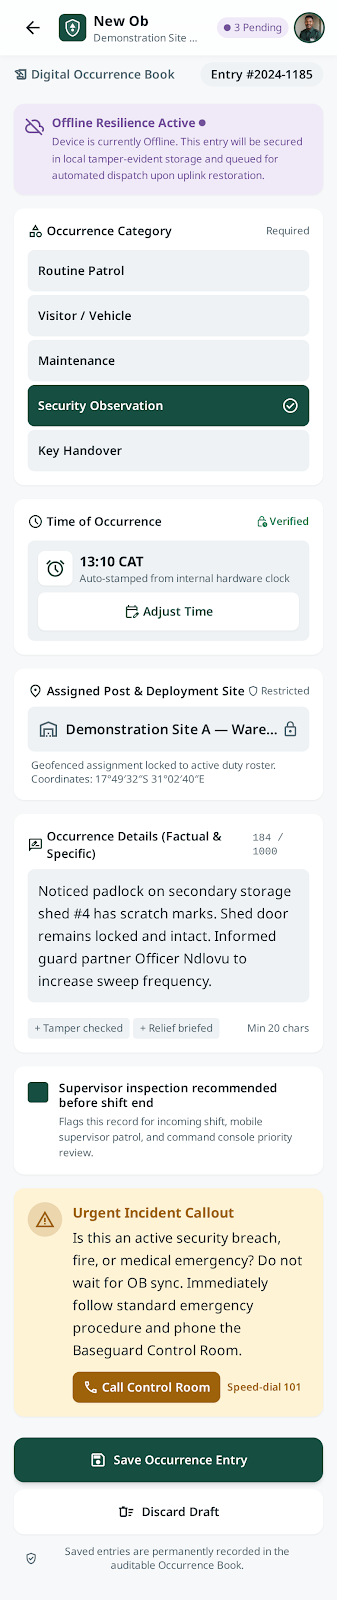 New Ob
Demonstration Site ...
3 Pending
Digital Occurrence Book
Entry #2024-1185
Offline Resilience Active
Device is currently Offline. This entry will be secured
in local tamper-evident storage and queued for
automated dispatch upon uplink restoration.
Occurrence Category
Required
Routine Patrol
Visitor / Vehicle
Maintenance
Security Observation
Key Handover
Time of Occurrence
Verified
13:10 CAT
Auto-stamped from internal hardware clock
Adjust Time
Assigned Post & Deployment Site
Restricted
Demonstration Site A — Ware...
Geofenced assignment locked to active duty roster.
Coordinates: 17°49′32″S 31°02′40″E
Occurrence Details (Factual &
Specific)
184 /
1000
Noticed padlock on secondary storage
shed #4 has scratch marks. Shed door
remains locked and intact. Informed
guard partner Officer Ndlovu to
increase sweep frequency.
+ Tamper checked
+ Relief briefed
Min 20 chars
Supervisor inspection recommended
before shift end
Flags this record for incoming shift, mobile
supervisor patrol, and command console priority
review.
Urgent Incident Callout
Is this an active security breach,
fire, or medical emergency? Do not
wait for OB sync. Immediately
follow standard emergency
procedure and phone the
Baseguard Control Room.
Call Control Room
Speed-dial 101
Save Occurrence Entry
Discard Draft
Saved entries are permanently recorded in the
auditable Occurrence Book.